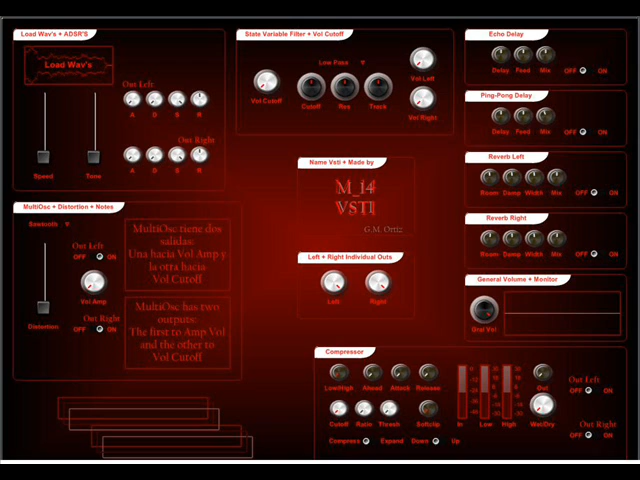 Load Wav's + ADSR'S
Load Wav's
Out Left
A D S R
Out Right
A D S R
Speed Tone
State Variable Filter + Vol Cutoff
Low Pass
Vol Cutoff
Cutoff Res Track
Vol Left
Vol Right
Echo Delay
Delay Feed Mix OFF ON
Ping-Pong Delay
Delay Feed Mix OFF ON
Reverb Left
Room Damp Width Mix OFF ON
Reverb Right
Room Damp Width Mix OFF ON
Name Vsti + Made by
M_i4
VSTI
G.M. Ortiz
MultiOsc + Distortion + Notes
Sawtooth
Out Left
OFF ON
Vol Amp
Out Right
OFF ON
Distortion
MultiOsc tiene dos
salidas:
Una hacia Vol Amp y
la otra hacia
Vol Cutoff
MultiOsc has two
outputs:
The first to Amp Vol
and the other to
Vol Cutoff
Left + Right Individual Outs
Left Right
General Volume + Monitor
Gral Vol
Compressor
Low/High Ahead Attack Release
Cutoff Ratio Thresh Softclip
Compress Expand Down Up
In Low High
Out
Wet/Dry
Out Left
OFF ON
Out Right
OFF ON